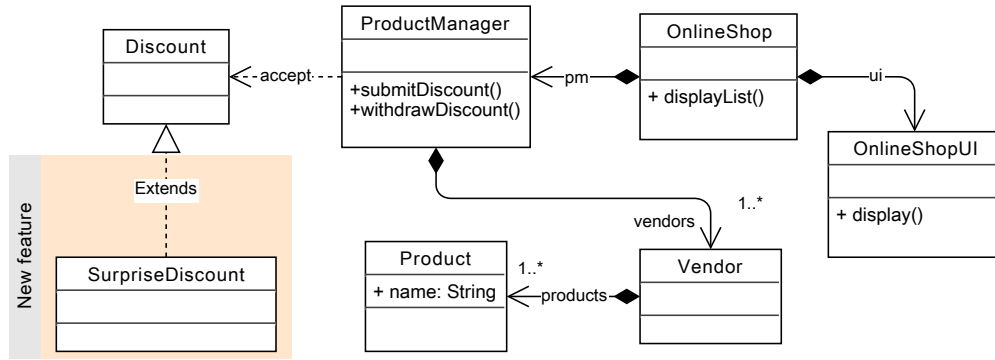 Discount
ProductManager
+submitDiscount()
+withdrawDiscount()
OnlineShop
+ displayList()
accept
pm
ui
OnlineShopUI
+ display()
New feature
Extends
SurpriseDiscount
vendors
1..*
Product
+ name: String
1..*
products
Vendor